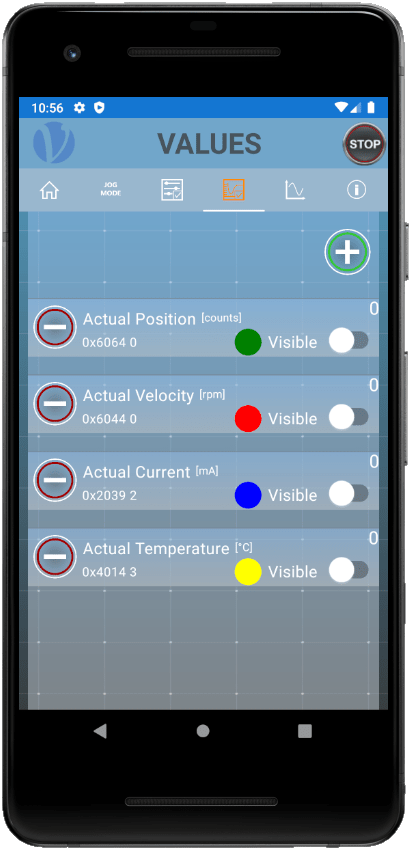 10:56
VALUES
STOP
JOG
MODE
Actual Position [counts]
0
0x6064 0
Visible
Actual Velocity [rpm]
0
0x6044 0
Visible
Actual Current [mA]
0
0x2039 2
Visible
Actual Temperature [°C]
0
0x4014 3
Visible